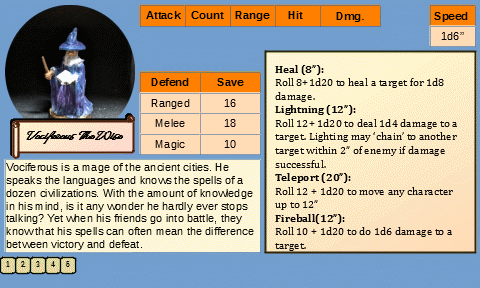 Attack Count Range Hit Dmg.
Speed
1d6”
Vociferous The Wise
Defend Save
Ranged 16
Melee 18
Magic 10
Heal (8”):
Roll 8+1d20 to heal a target for 1d8
damage.
Lightning (12”):
Roll 12 + 1d20 to deal 1d4 damage to a
target. Lighting may ‘chain’ to another
target within 2” of enemy if damage
successful.
Teleport (20”)
Roll 12 + 1d20 to move any character
up to 12”
Fireball(12”):
Roll 10 + 1d20 to do 1d6 damage to a
target.
Vociferous is a mage of the ancient cities. He
speaks the languages and knows the spells of a
dozen civilizations. With the amount of knowledge
in his mind, is it any wonder he hardly ever stops
talking? Yet when his friends go into battle, they
know that his spells can often mean the difference
between victory and defeat.
1 2 3 4 5